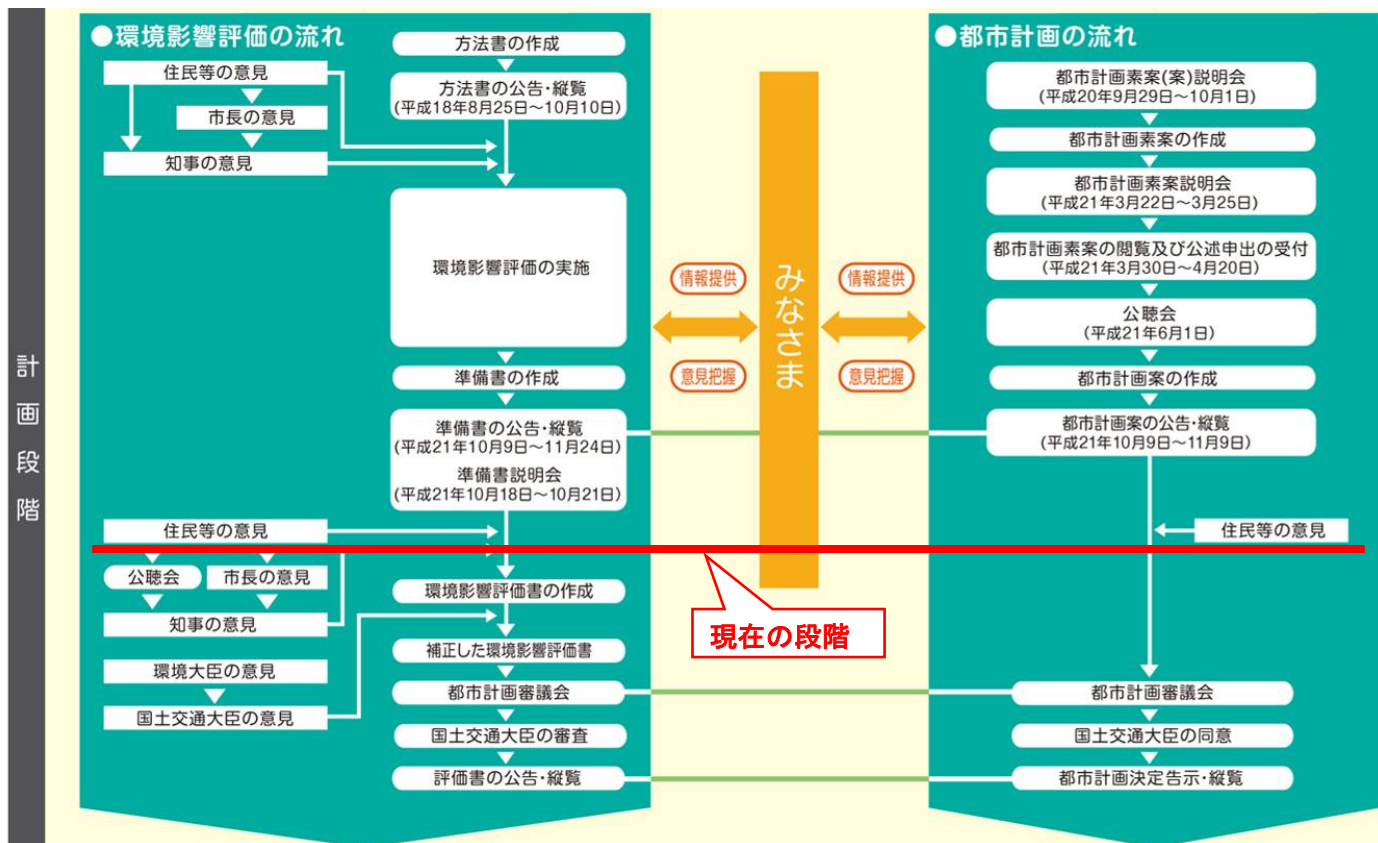 計画段階
●環境影響評価の流れ
方法書の作成
住民等の意見
方法書の公告・縦覧
(平成18年8月25日～10月10日)
市長の意見
知事の意見
環境影響評価の実施
準備書の作成
準備書の公告・縦覧
(平成21年10月9日～11月24日)
準備書説明会
(平成21年10月18日～10月21日)
住民等の意見
公聴会
市長の意見
環境影響評価書の作成
知事の意見
補正した環境影響評価書
環境大臣の意見
都市計画審議会
国土交通大臣の意見
国土交通大臣の審査
評価書の公告・縦覧
情報提供
意見把握
みなさま
情報提供
意見把握
現在の段階
●都市計画の流れ
都市計画素案(案)説明会
(平成20年9月29日～10月1日)
都市計画素案の作成
都市計画素案説明会
(平成21年3月22日～3月25日)
都市計画素案の閲覧及び公述申出の受付
(平成21年3月30日～4月20日)
公聴会
(平成21年6月1日)
都市計画案の作成
都市計画案の公告・縦覧
(平成21年10月9日～11月9日)
住民等の意見
都市計画審議会
国土交通大臣の同意
都市計画決定告示・縦覧